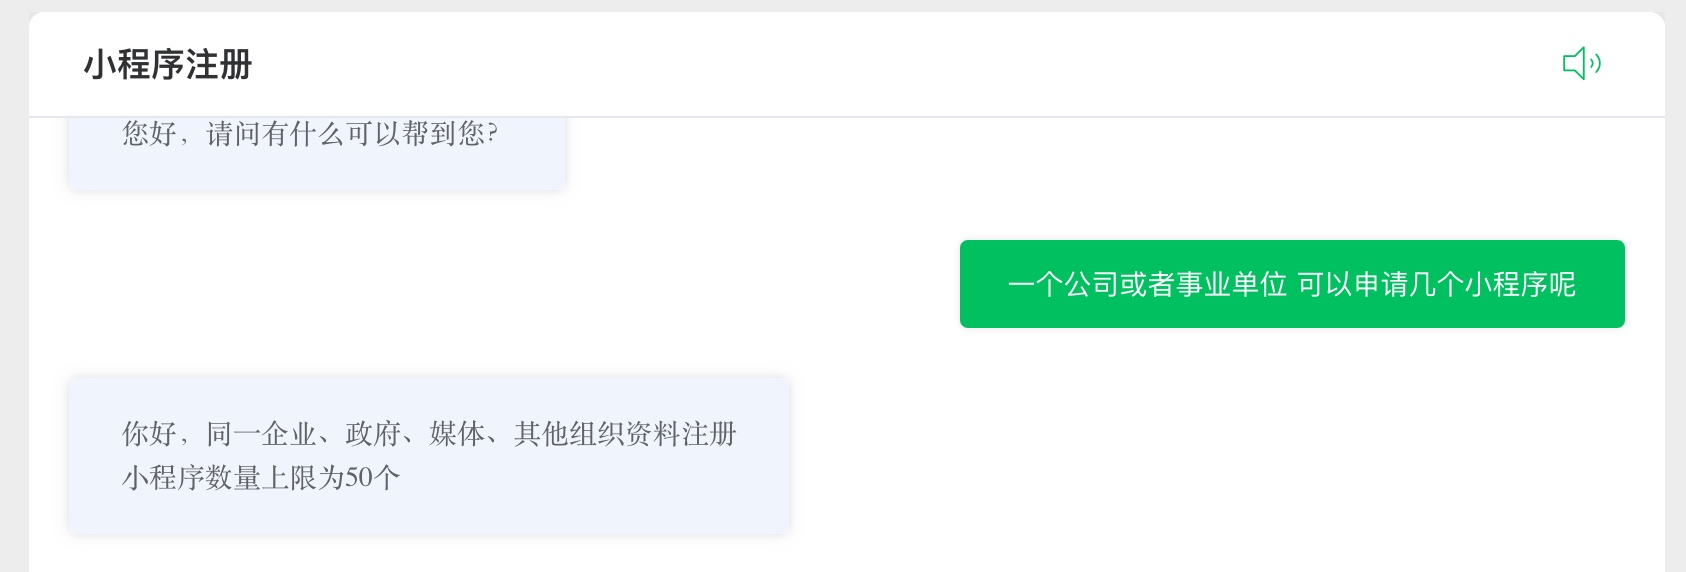 小程序注册
您好，请问有什么可以帮到您?
一个公司或者事业单位 可以申请几个小程序呢
你好，同一企业、政府、媒体、其他组织资料注册
小程序数量上限为50个